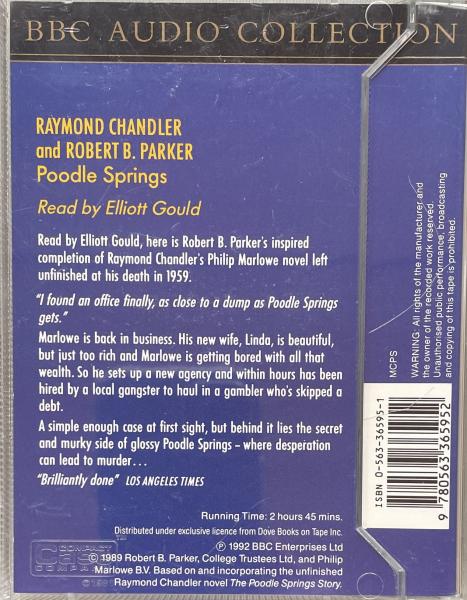 BBC AUDIO COLLECTION
RAYMOND CHANDLER
and ROBERT B. PARKER
Poodle Springs
Read by Elliott Gould
Read by Elliott Gould, here is Robert B. Parker's inspired
completion of Raymond Chandler's Philip Marlowe novel left
unfinished at his death in 1959.
"I found an office finally, as close to a dump as Poodle Springs
gets."
Marlowe is back in business. His new wife, Linda, is beautiful,
but just too rich and Marlowe is getting bored with all that
wealth. So he sets up a new agency and within hours has been
hired by a local gangster to haul in a gambler who's skipped a
debt.
A simple enough case at first sight, but behind it lies the secret
and murky side of glossy Poodle Springs – where desperation
can lead to murder...
"Brilliantly done" LOS ANGELES TIMES
Running Time: 2 hours 45 mins.
Distributed under exclusive licence from Dove Books on Tape Inc.
℗ 1992 BBC Enterprises Ltd
© 1989 Robert B. Parker, College Trustees Ltd, and Philip
Marlowe B.V. Based on and incorporating the unfinished
Raymond Chandler novel The Poodle Springs Story.
COMPACT
MCPS
WARNING: All rights of the manufacturer and
the owner of the recorded work reserved.
Unauthorised public performance, broadcasting
and copying of this tape is prohibited.
ISBN 0-563-36595-1
9 780563 365952